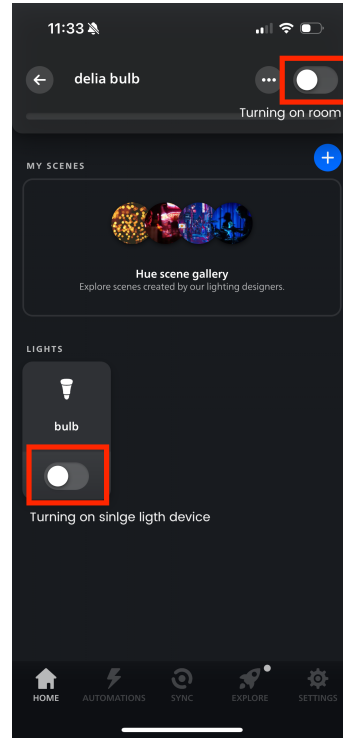 11:33
delia bulb
Turning on room
MY SCENES
Hue scene gallery
Explore scenes created by our lighting designers.
LIGHTS
bulb
Turning on sinlge ligth device
HOME AUTOMATIONS SYNC EXPLORE SETTINGS